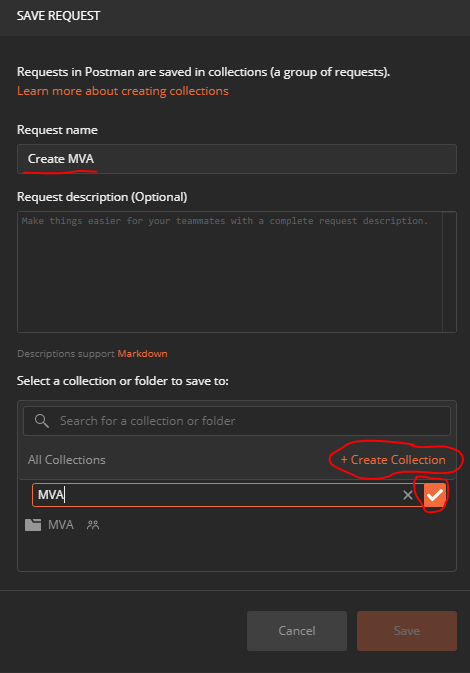 SAVE REQUEST
Requests in Postman are saved in collections (a group of requests).
Learn more about creating collections
Request name
Create MVA
Request description (Optional)
Make things easier for your teammates with a complete request description.
Descriptions support Markdown
Select a collection or folder to save to:
Search for a collection or folder
All Collections + Create Collection
MVA
MVA
Cancel Save